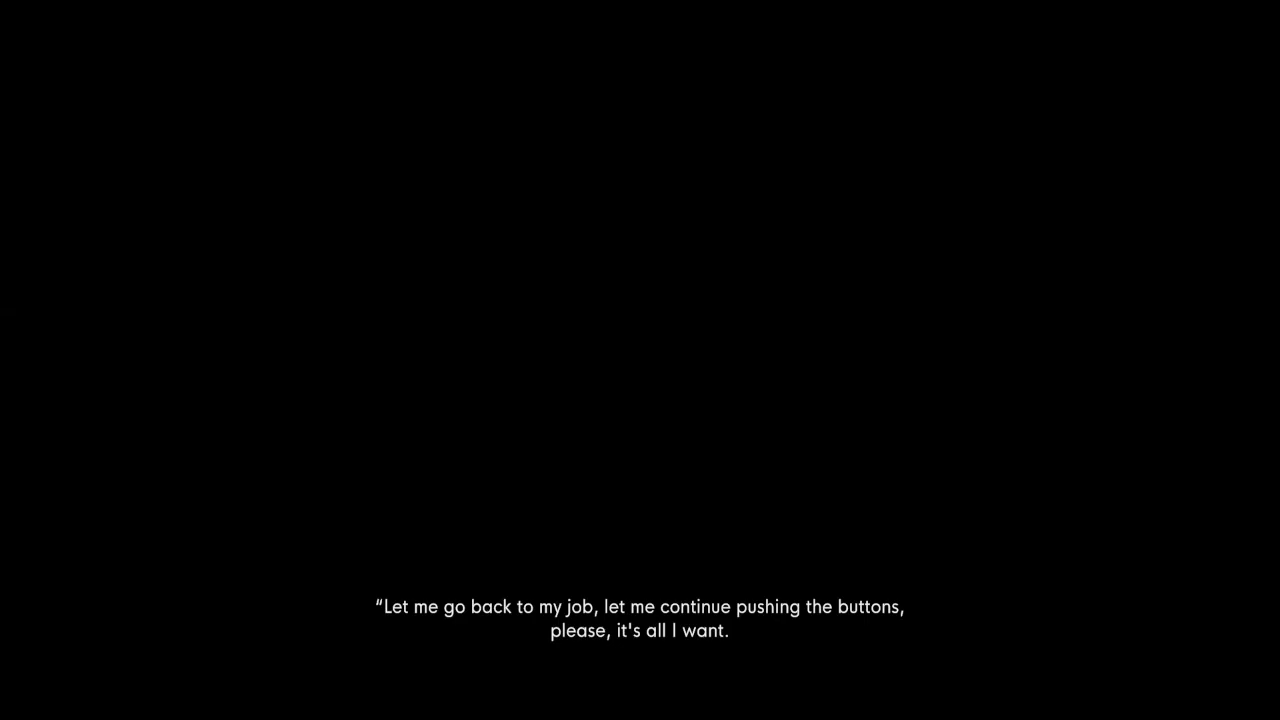 “Let me go back to my job, let me continue pushing the buttons,
please, it's all I want.